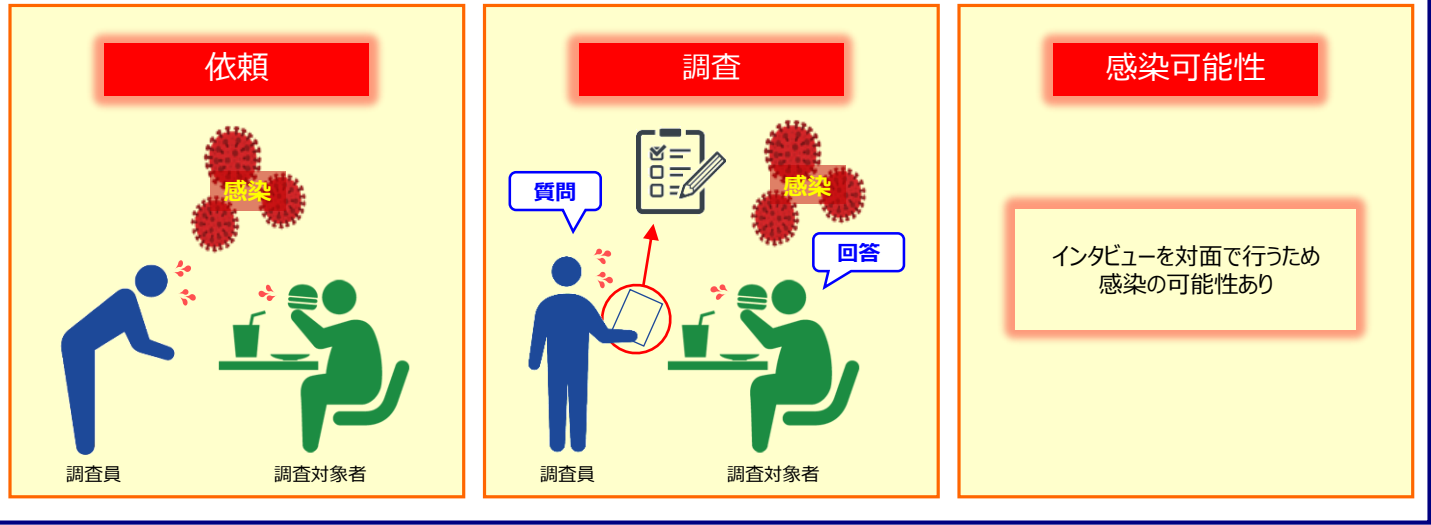 依頼
感染
調査員
調査対象者
調査
質問
感染
回答
調査員
調査対象者
感染可能性
インタビューを対面で行うため
感染の可能性あり